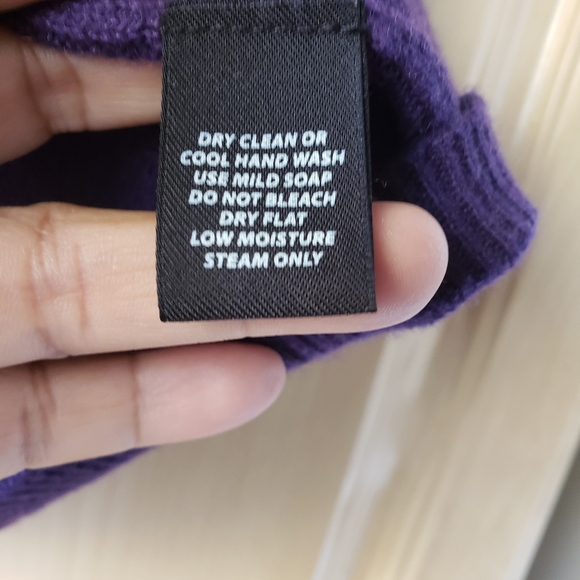 DRY CLEAN OR
COOL HAND WASH
USE MILD SOAP
DO NOT BLEACH
DRY FLAT
LOW MOISTURE
STEAM ONLY